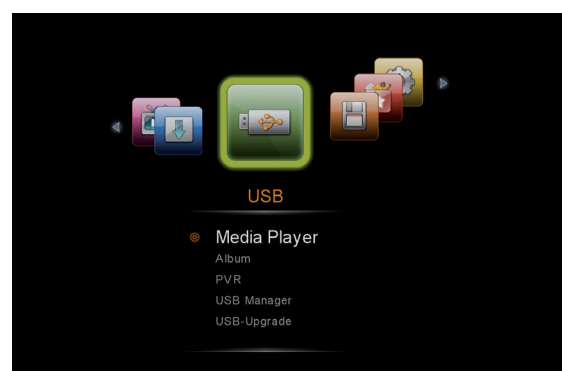 USB
Media Player
Album
PVR
USB Manager
USB-Upgrade